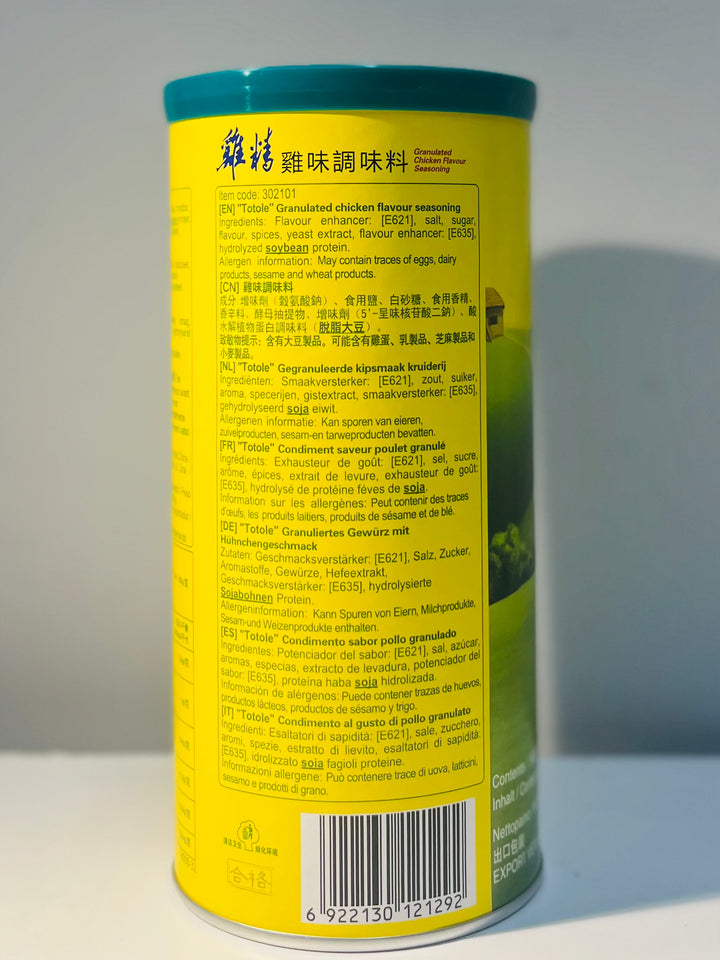 雞精 雞味調味料 Granulated
Chicken Flavour
Seasoning
Item code: 302101
[EN] "Totole" Granulated chicken flavour seasoning
Ingredients: Flavour enhancer: [E621], salt, sugar,
flavour, spices, yeast extract, flavour enhancer: [E635],
hydrolyzed soybean protein.
Allergen information: May contain traces of eggs, dairy
products, sesame and wheat products.
[CN] 雞味調味料
成分: 增味劑（穀氨酸鈉）、食用鹽、白砂糖、食用香精、
香辛料、酵母抽提物、增味劑（5'-呈味核苷酸二鈉）、酸
水解植物蛋白調味料（脫脂大豆）。
致敏物提示: 含有大豆製品。可能含有雞蛋、乳製品、芝麻製品和
小麥製品。
[NL] "Totole" Gegranuleerde kipsmaak kruiderij
Ingrediënten: Smaakversterker: [E621], zout, suiker,
aroma, specerijen, gistextract, smaakversterker: [E635],
gehydrolyseerd soja eiwit.
Allergenen informatie: Kan sporen van eieren,
zuivelproducten, sesam-en tarweproducten bevatten.
[FR] "Totole" Condiment saveur poulet granulé
Ingrédients: Exhausteur de goût: [E621], sel, sucre,
arôme, épices, extrait de levure, exhausteur de goût:
[E635], hydrolysé de protéine féves de soja.
Information sur les allergènes: Peut contenir des traces
d'œufs, les produits laitiers, produits de sésame et de blé.
[DE] "Totole" Granuliertes Gewürz mit
Hühnchengeschmack
Zutaten: Geschmacksverstärker: [E621], Salz, Zucker,
Aromastoffe, Gewürze, Hefeextrakt,
Geschmacksverstärker: [E635], hydrolysierte
Sojabohnen Protein.
Allergeninformation: Kann Spuren von Eiern, Milchprodukte,
Sesam-und Weizenprodukte enthalten.
[ES] "Totole" Condimento sabor pollo granulado
Ingredientes: Potenciador del sabor: [E621], sal, azúcar,
aromas, especias, extracto de levadura, potenciador del
sabor: [E635], proteína haba soja hidrolizada.
Información de alérgenos: Puede contener trazas de huevos,
productos lácteos, productos de sésamo y trigo.
[IT] "Totole" Condimento al gusto di pollo granulato
Ingredienti: Esaltatori di sapidità: [E621], sale, zucchero,
aromi, spezie, estratto di lievito, esaltatori di sapidità:
[E635], idrolizzato soia fagioli proteine.
Informazioni allergene: Può contenere trace di uova, latticini,
sesamo e prodotti di grano.
清洁卫生 绿化环境
合格
6 922130 121292
Contents
Inhalt
Nettopainc
出口包裝
EXPORT